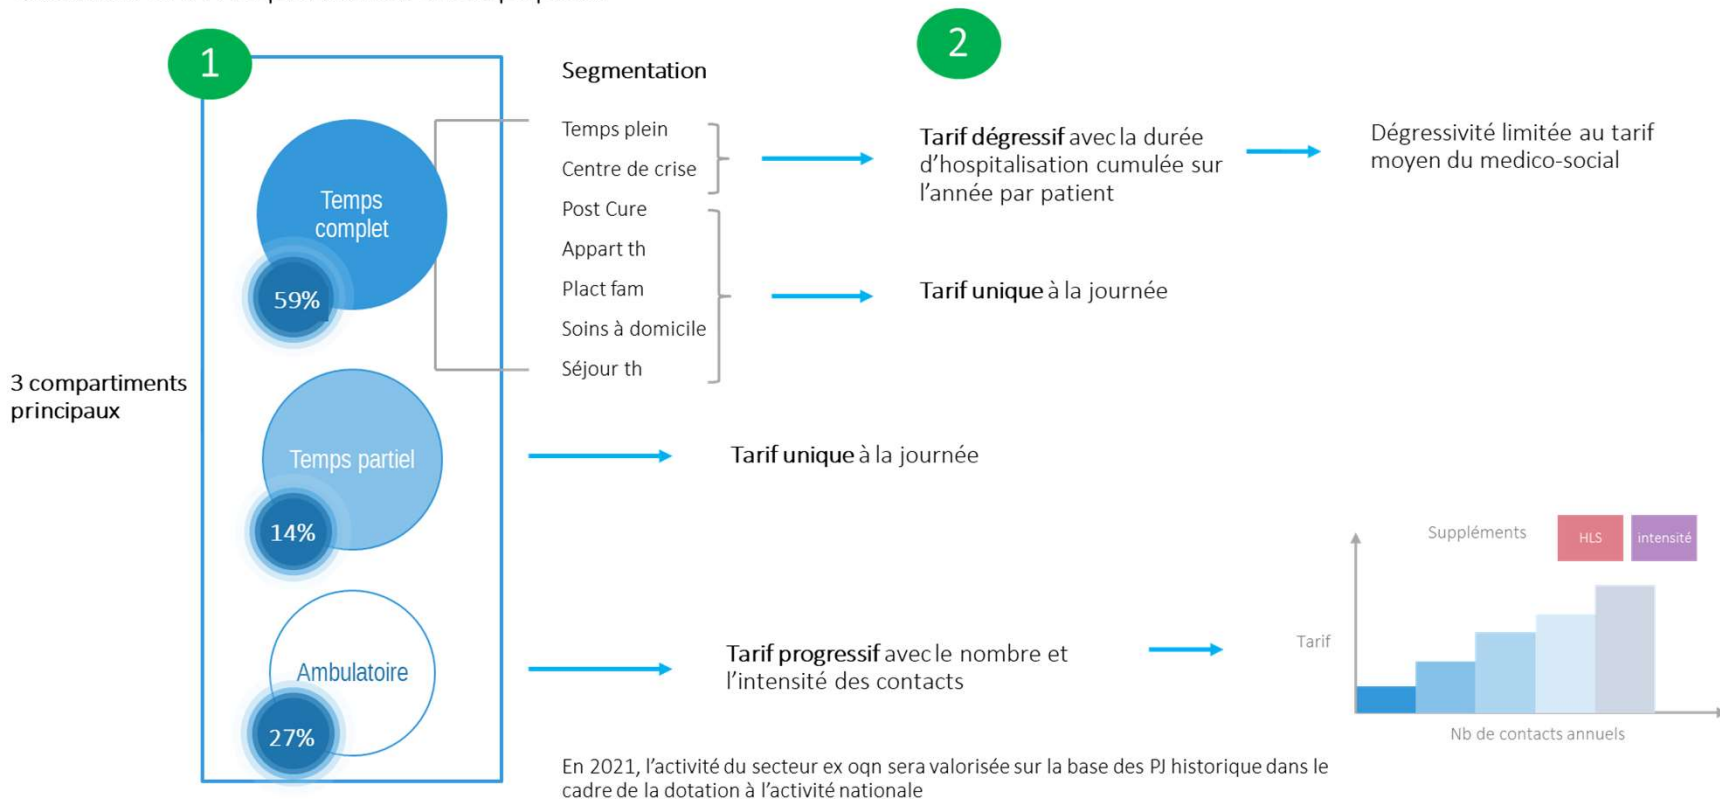 1
2
Segmentation
Temps plein
Centre de crise
Post Cure
Appart th
Plact fam
Soins à domicile
Séjour th
Tarif dégressif avec la durée
d'hospitalisation cumulée sur
l'année par patient
Dégressivité limitée au tarif
moyen du medico-social
Tarif unique à la journée
Temps
complet
59%
3 compartiments
principaux
Temps partiel
14%
Tarif unique à la journée
Ambulatoire
27%
Tarif progressif avec le nombre et
l'intensité des contacts
Suppléments
HLS
intensité
Tarif
Nb de contacts annuels
En 2021, l'activité du secteur ex oqn sera valorisée sur la base des PJ historique dans le
cadre de la dotation à l'activité nationale